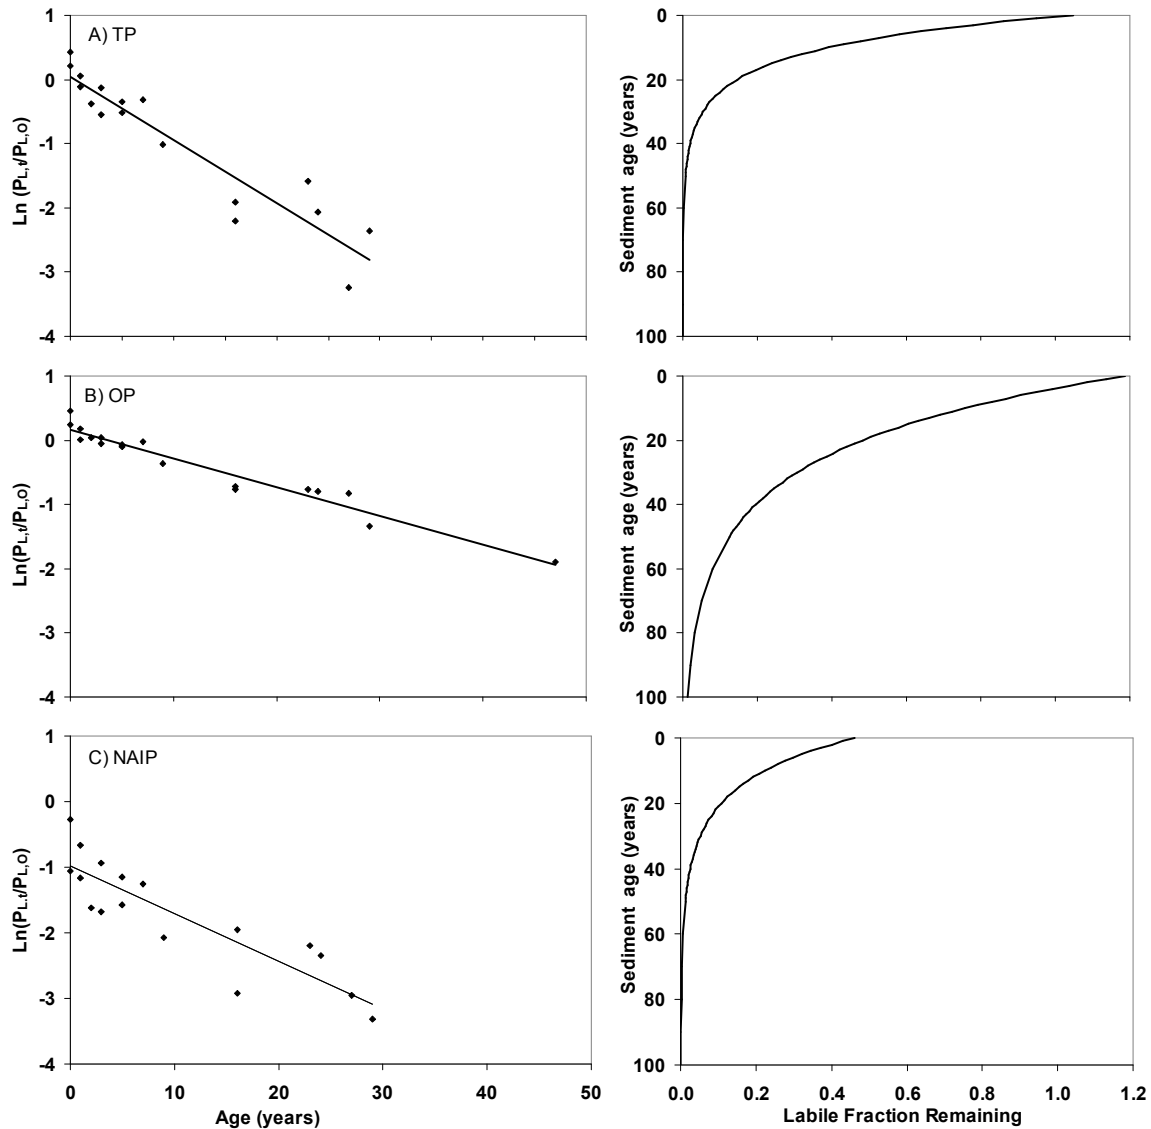 A) TP
Ln (PL,t/PL,O)
1
0
-1
-2
-3
-4
Sediment age (years)
0
20
40
60
80
100
B) OP
Ln(PL,t/PL,O)
1
0
-1
-2
-3
-4
Sediment age (years)
0
20
40
60
80
100
C) NAIP
Ln(PL,t/PL,O)
1
0
-1
-2
-3
-4
0 10 20 30 40 50
Age (years)
Sediment age (years)
0
20
40
60
80
100
0.0 0.2 0.4 0.6 0.8 1.0 1.2
Labile Fraction Remaining